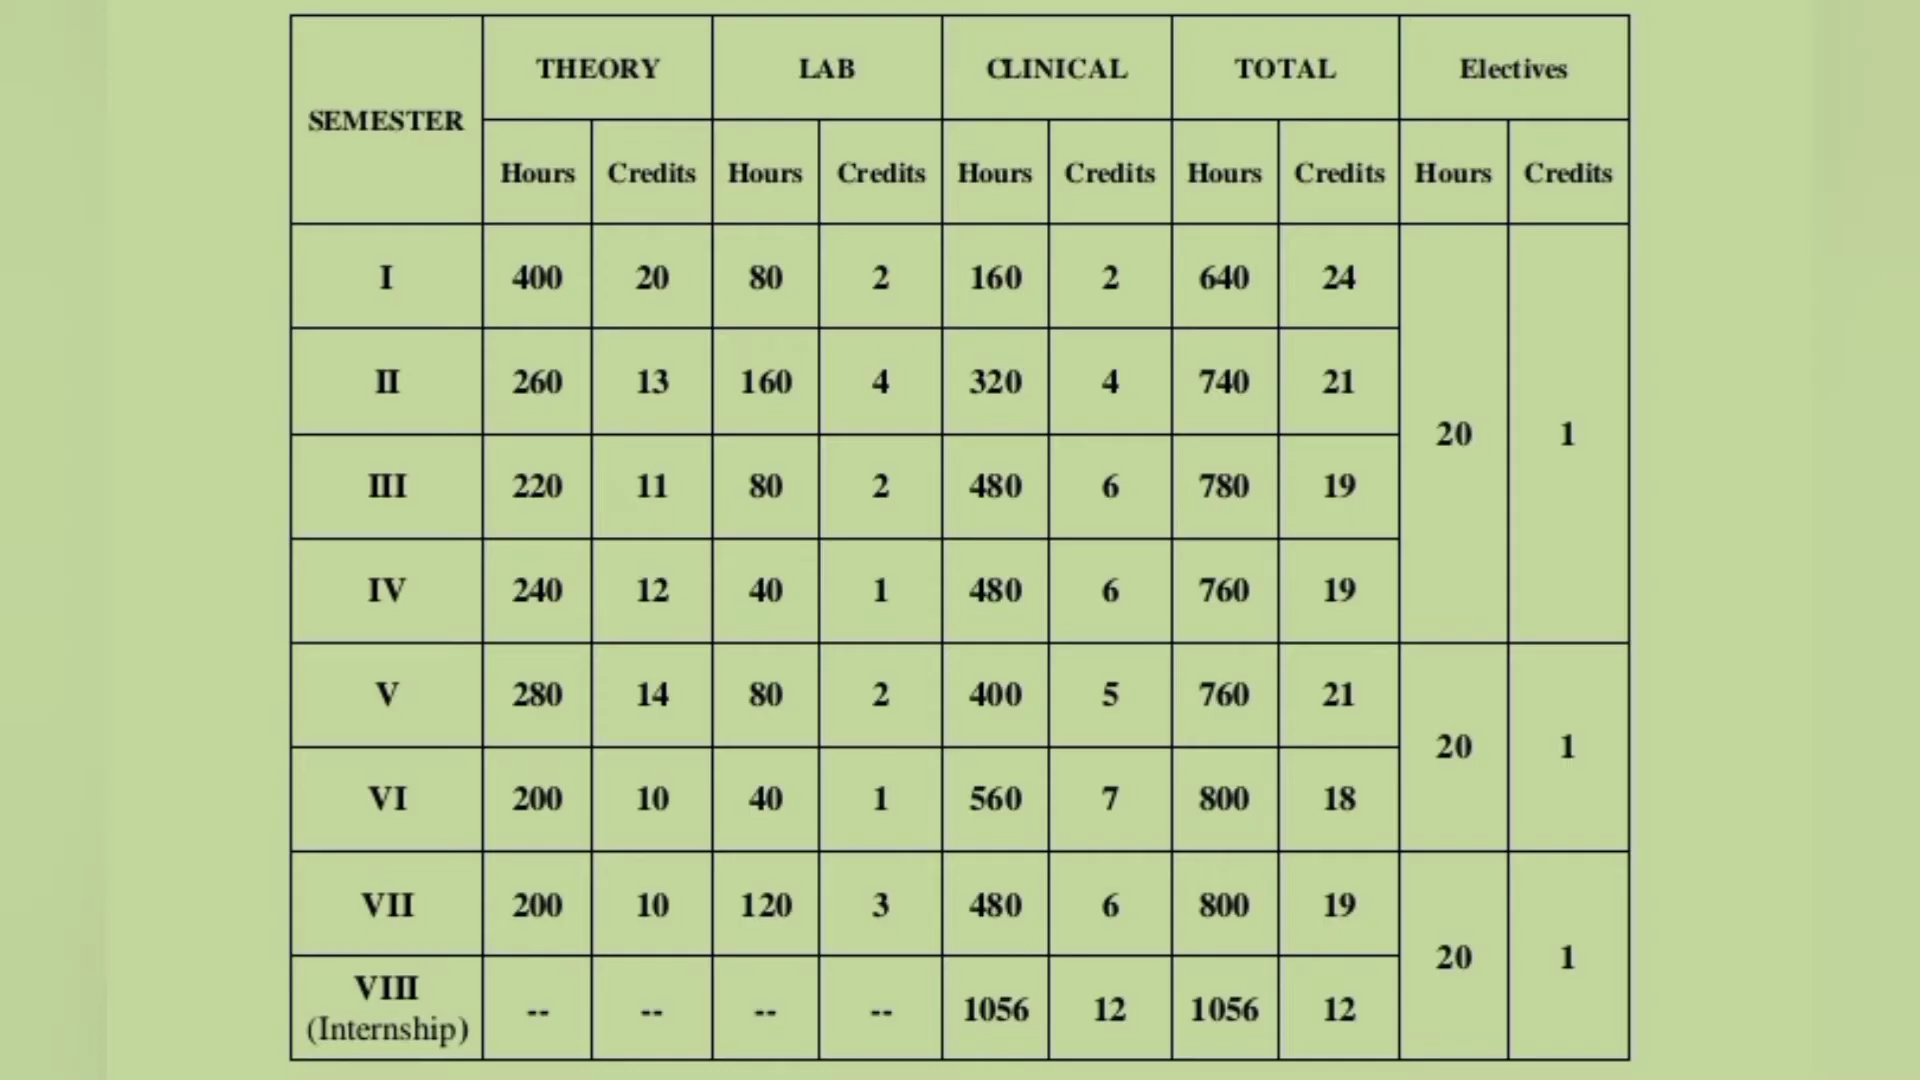 SEMESTER THEORY LAB CLINICAL TOTAL Electives
Hours Credits Hours Credits Hours Credits Hours Credits Hours Credits
I 400 20 80 2 160 2 640 24 20 1
II 260 13 160 4 320 4 740 21
III 220 11 80 2 480 6 780 19
IV 240 12 40 1 480 6 760 19
V 280 14 80 2 400 5 760 21 20 1
VI 200 10 40 1 560 7 800 18
VII 200 10 120 3 480 6 800 19 20 1
VIII
(Internship) -- -- -- -- 1056 12 1056 12